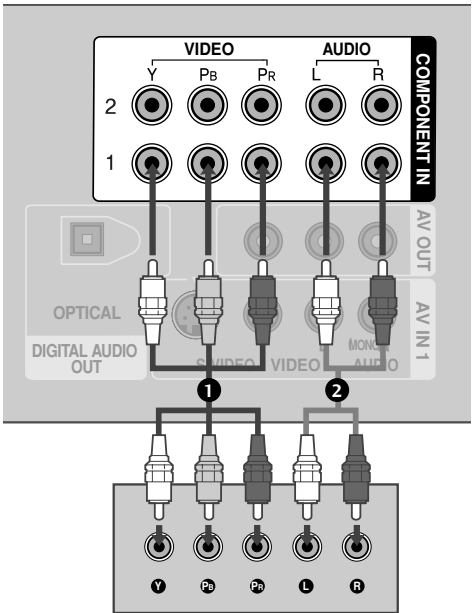 VIDEO AUDIO
Y PB PR L R
COMPONENT IN
2
1
AV OUT
OPTICAL
DIGITAL AUDIO
OUT
AV IN 1
S-VIDEO VIDEO
AUDIO
1 2
Y PB PR L R